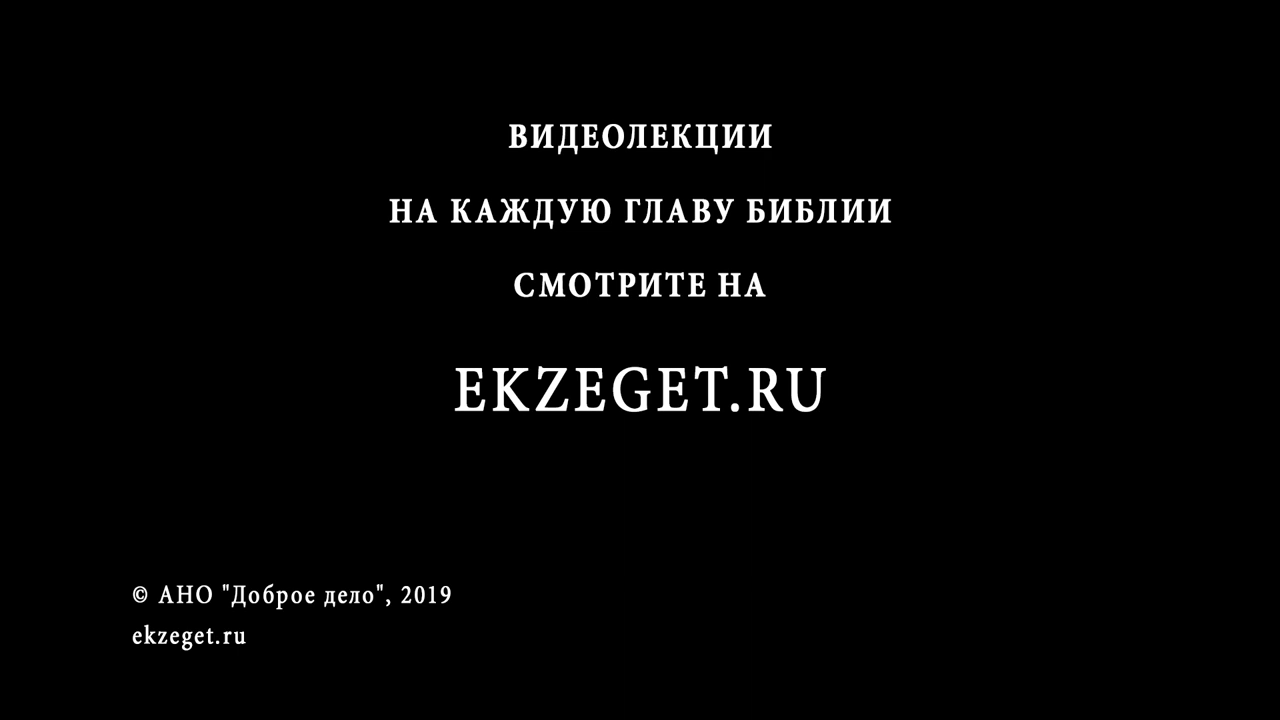 ВИДЕОЛЕКЦИИ
НА КАЖДУЮ ГЛАВУ БИБЛИИ
СМОТРИТЕ НА
EKZEGET.RU
© АНО "Доброе дело", 2019
ekzeget.ru